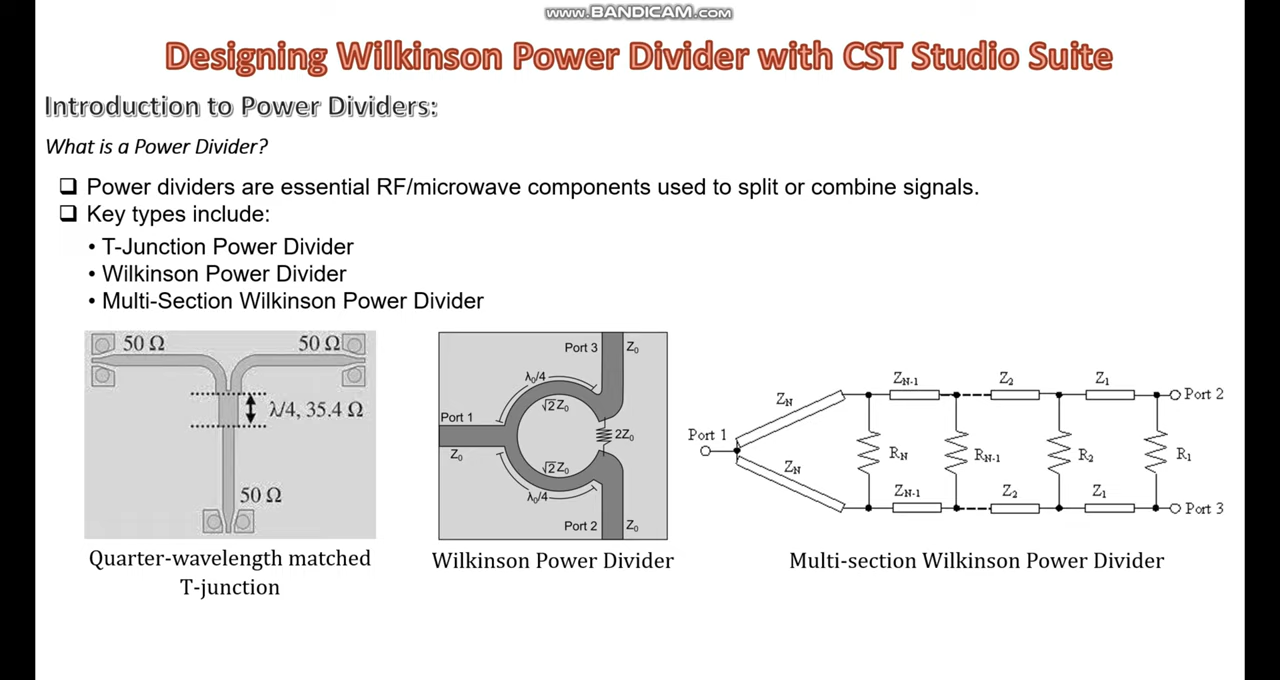 www.BANDICAM.com
Designing Wilkinson Power Divider with CST Studio Suite
Introduction to Power Dividers:
What is a Power Divider?
❑ Power dividers are essential RF/microwave components used to split or combine signals.
❑ Key types include:
• T-Junction Power Divider
• Wilkinson Power Divider
• Multi-Section Wilkinson Power Divider
50 Ω
50 Ω
λ/4, 35.4 Ω
50 Ω
Quarter-wavelength matched
T-junction
Port 3
Z₀
λ₀/4
√2 Z₀
Port 1
Z₀
2Z₀
√2 Z₀
λ₀/4
Port 2
Z₀
Wilkinson Power Divider
Z_N
Z_N-1
Z₂
Z₁
Port 2
Port 1
R_N
R_N-1
R₂
R₁
Z_N
Z_N-1
Z₂
Z₁
Port 3
Multi-section Wilkinson Power Divider